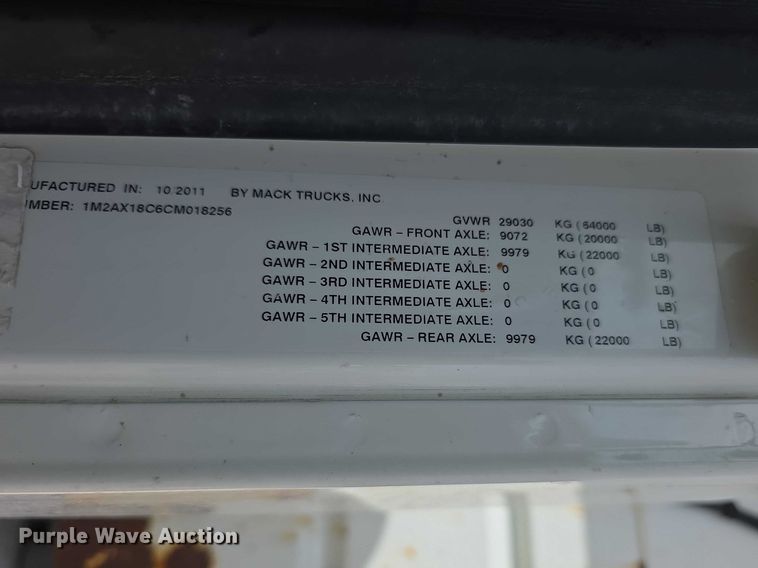 UFACTURED IN: 10 2011 BY MACK TRUCKS, INC
UMBER: 1M2AX18C6CM018256
GVWR 29030 KG ( 64000 LB)
GAWR – FRONT AXLE: 9072 KG ( 20000 LB)
GAWR – 1ST INTERMEDIATE AXLE: 9979 KG ( 22000 LB)
GAWR – 2ND INTERMEDIATE AXLE: 0 KG ( 0 LB)
GAWR – 3RD INTERMEDIATE AXLE: 0 KG ( 0 LB)
GAWR – 4TH INTERMEDIATE AXLE: 0 KG ( 0 LB)
GAWR – 5TH INTERMEDIATE AXLE: 0 KG ( 0 LB)
GAWR – REAR AXLE: 9979 KG ( 22000 LB)
Purple Wave Auction